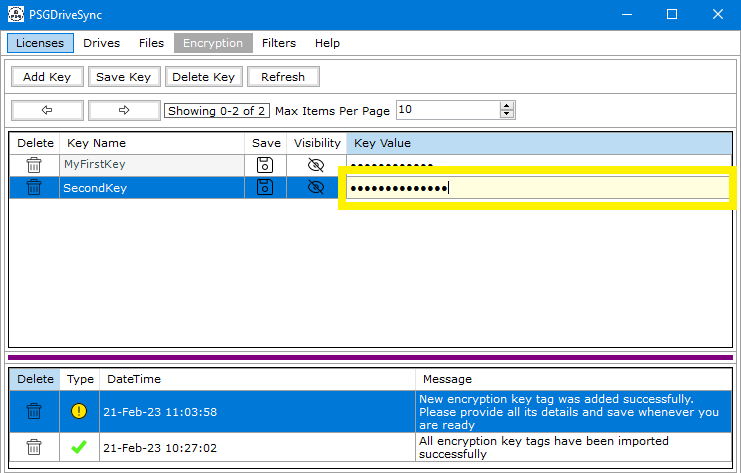 PSGDriveSync
Licenses Drives Files Encryption Filters Help
Add Key Save Key Delete Key Refresh
Showing 0-2 of 2 Max Items Per Page 10
Delete Key Name Save Visibility Key Value
MyFirstKey ••••••••••••
SecondKey ••••••••••••••
Delete Type DateTime Message
21-Feb-23 11:03:58
New encryption key tag was added successfully.
Please provide all its details and save whenever you
are ready
21-Feb-23 10:27:02
All encryption key tags have been imported
successfully